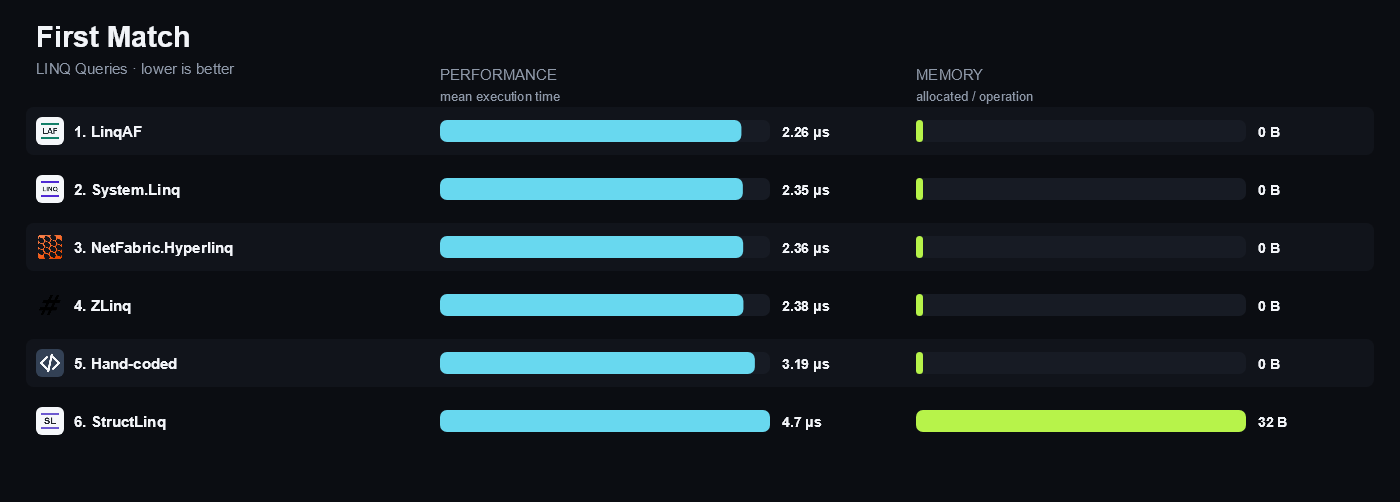 First Match
LINQ Queries · lower is better
PERFORMANCE
mean execution time
MEMORY
allocated / operation
LAF 1. LinqAF 2.26 µs 0 B
LINQ 2. System.Linq 2.35 µs 0 B
3. NetFabric.Hyperlinq 2.36 µs 0 B
# 4. ZLinq 2.38 µs 0 B
</> 5. Hand-coded 3.19 µs 0 B
SL 6. StructLinq 4.7 µs 32 B